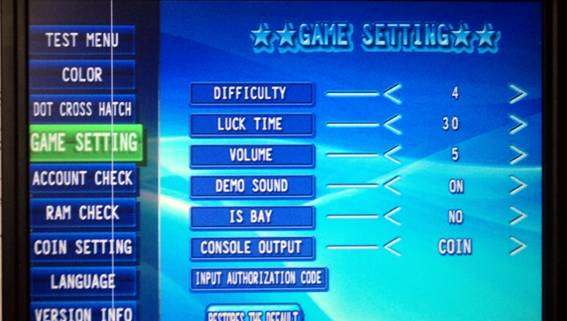 ★★GAME SETTING★★
TEST MENU
COLOR
DOT CROSS HATCH
GAME SETTING
ACCOUNT CHECK
RAM CHECK
COIN SETTING
LANGUAGE
VERSION INFO
DIFFICULTY < 4 >
LUCK TIME < 30 >
VOLUME < 5 >
DEMO SOUND < ON >
IS BAY < NO >
CONSOLE OUTPUT < COIN >
INPUT AUTHORIZATION CODE
RESTORES THE DEFAULT